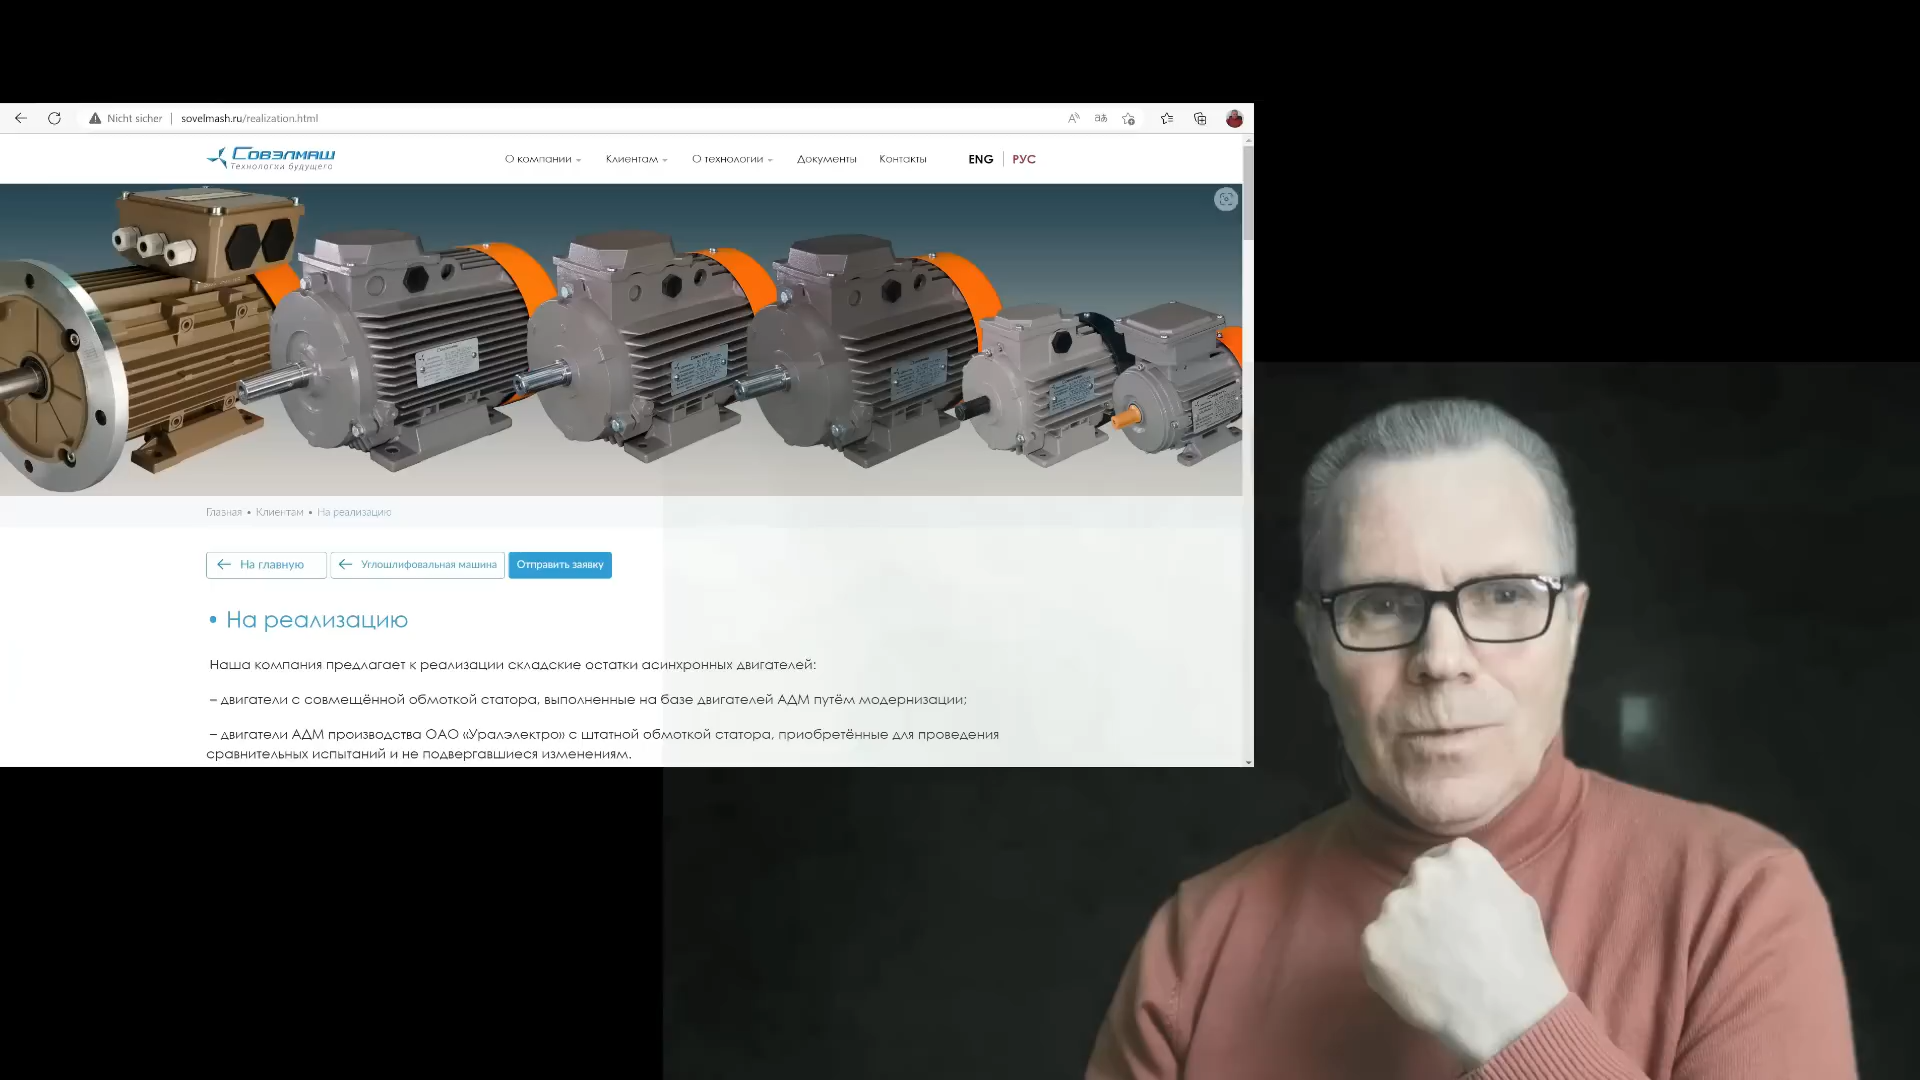 Nicht sicher | sovelmash.ru/realization.html
Совэлмаш
Технологии будущего
О компании
Клиентам
О технологии
Документы
Контакты
ENG
РУС
Главная • Клиентам • На реализацию
На главную
Углошлифовальная машина
Отправить заявку
• На реализацию
Наша компания предлагает к реализации складские остатки асинхронных двигателей:
– двигатели с совмещённой обмоткой статора, выполненные на базе двигателей АДМ путём модернизации;
– двигатели АДМ производства ОАО «Уралэлектро» с штатной обмоткой статора, приобретённые для проведения
сравнительных испытаний и не подвергавшиеся изменениям.